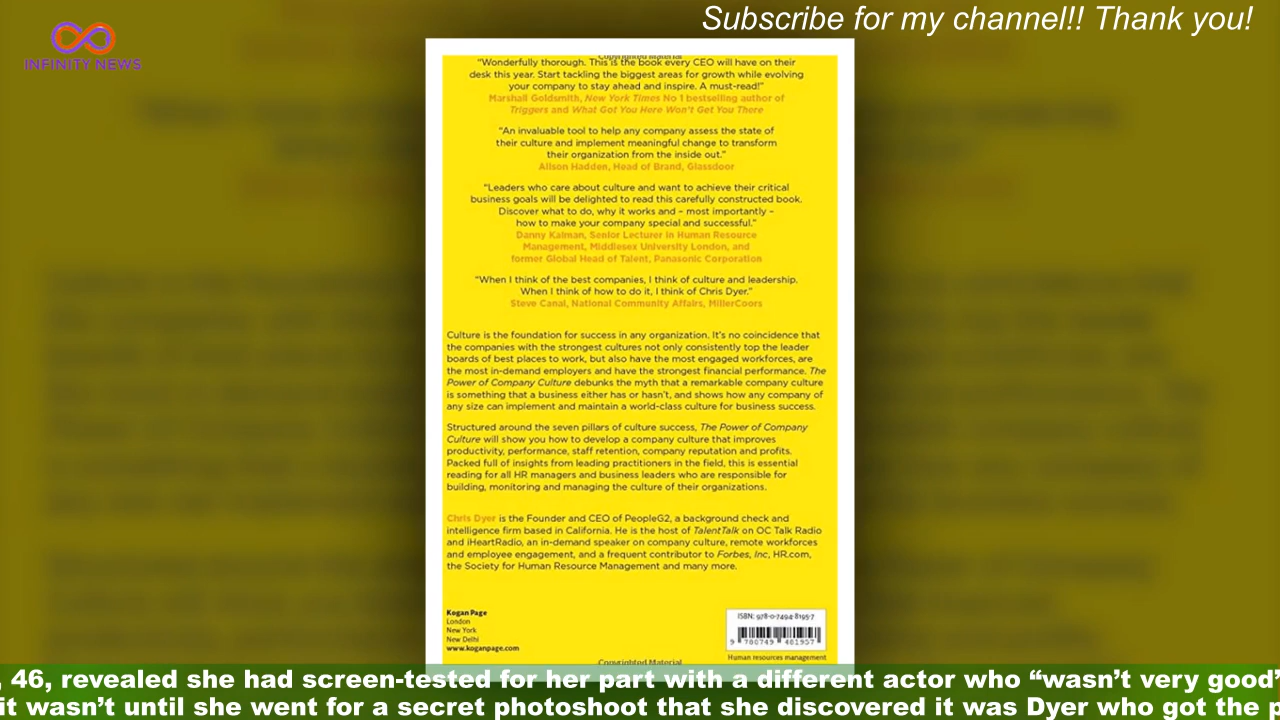 Subscribe for my channel!! Thank you!
INFINITY NEWS
Copyrighted Material
“Wonderfully thorough. This is the book every CEO will have on their
desk this year. Start tackling the biggest areas for growth while evolving
your company to stay ahead and inspire. A must-read!”
Marshall Goldsmith, New York Times No 1 bestselling author of
Triggers and What Got You Here Won’t Get You There
“An invaluable tool to help any company assess the state of
their culture and implement meaningful change to transform
their organization from the inside out.”
Alison Hadden, Head of Brand, Glassdoor
“Leaders who care about culture and want to achieve their critical
business goals will be delighted to read this carefully constructed book.
Discover what to do, why it works and – most importantly –
how to make your company special and successful.”
Danny Kalman, Senior Lecturer in Human Resource
Management, Middlesex University London, and
former Global Head of Talent, Panasonic Corporation
“When I think of the best companies, I think of culture and leadership.
When I think of how to do it, I think of Chris Dyer.”
Steve Canal, National Community Affairs, MillerCoors
Culture is the foundation for success in any organization. It’s no coincidence that
the companies with the strongest cultures not only consistently top the leader
boards of best places to work, but also have the most engaged workforces, are
the most in-demand employers and have the strongest financial performance. The
Power of Company Culture debunks the myth that a remarkable company culture
is something that a business either has or hasn’t, and shows how any company of
any size can implement and maintain a world-class culture for business success.
Structured around the seven pillars of culture success, The Power of Company
Culture will show you how to develop a company culture that improves
productivity, performance, staff retention, company reputation and profits.
Packed full of insights from leading practitioners in the field, this is essential
reading for all HR managers and business leaders who are responsible for
building, monitoring and managing the culture of their organizations.
Chris Dyer is the Founder and CEO of PeopleG2, a background check and
intelligence firm based in California. He is the host of TalentTalk on OC Talk Radio
and iHeartRadio, an in-demand speaker on company culture, remote workforces
and employee engagement, and a frequent contributor to Forbes, Inc, HR.com,
the Society for Human Resource Management and many more.
Kogan Page
London
New York
New Delhi
www.koganpage.com
ISBN: 978-0-7494-8195-7
9 780749 481957
Human resources management
Copyrighted Material
, 46, revealed she had screen-tested for her part with a different actor who “wasn’t very good”
it wasn’t until she went for a secret photoshoot that she discovered it was Dyer who got the p